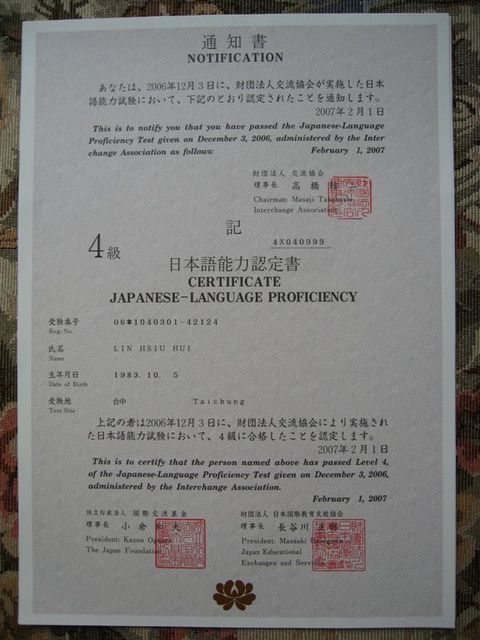 通知書
NOTIFICATION
あなたは、2006年12月3日に、財団法人交流協会が実施した日本
語能力試験において、下記のとおり認定されたことを通知します。
2007年2月1日
This is to notify you that you have passed the Japanese-Language
Proficiency Test given on December 3, 2006, administered by the Inter
change Association as follows: February 1, 2007
財団法人 交流協会
理事長 高橋
Chairman: Masaji Takahashi
Interchange Association
記
4X040999
4級
日本語能力認定書
CERTIFICATE
JAPANESE-LANGUAGE PROFICIENCY
受験番号 06*1040301-42124
Reg-No.
氏名 LIN HSIU HUI
Name
生年月日 1983. 10. 5
Date of Birth
受験地 台中 Taichung
Test Site
上記の者は2006年12月3日に、財団法人交流協会により実施され
た日本語能力試験において、4級に合格したことを認定します。
2007年2月1日
This is to certify that the person named above has passed Level 4,
of the Japanese-Language Proficiency Test given on December 3, 2006,
administered by the Interchange Association.
February 1, 2007
独立行政法人 国際交流基金
理事長 小倉和夫
President: Kazuo Ogoura
The Japan Foundation
財団法人 日本国際教育支援協会
理事長 長谷川正明
President: Masaaki Hasegawa
Japan Educational
Exchanges and Services